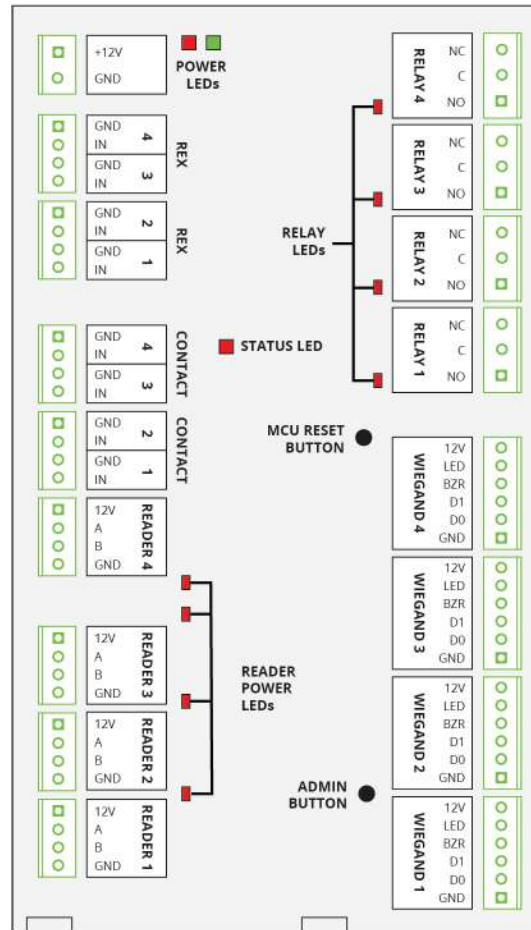 +12V
GND
POWER
LEDs
GND
IN
4
GND
IN
3
REX
GND
IN
2
GND
IN
1
REX
GND
IN
4
GND
IN
3
CONTACT
GND
IN
2
GND
IN
1
CONTACT
12V
A
B
GND
READER 4
12V
A
B
GND
READER 3
12V
A
B
GND
READER 2
12V
A
B
GND
READER 1
STATUS LED
READER
POWER
LEDs
RELAY
LEDs
MCU RESET
BUTTON
ADMIN
BUTTON
RELAY 4
NC
C
NO
RELAY 3
NC
C
NO
RELAY 2
NC
C
NO
RELAY 1
NC
C
NO
WIEGAND 4
12V
LED
BZR
D1
D0
GND
WIEGAND 3
12V
LED
BZR
D1
D0
GND
WIEGAND 2
12V
LED
BZR
D1
D0
GND
WIEGAND 1
12V
LED
BZR
D1
D0
GND